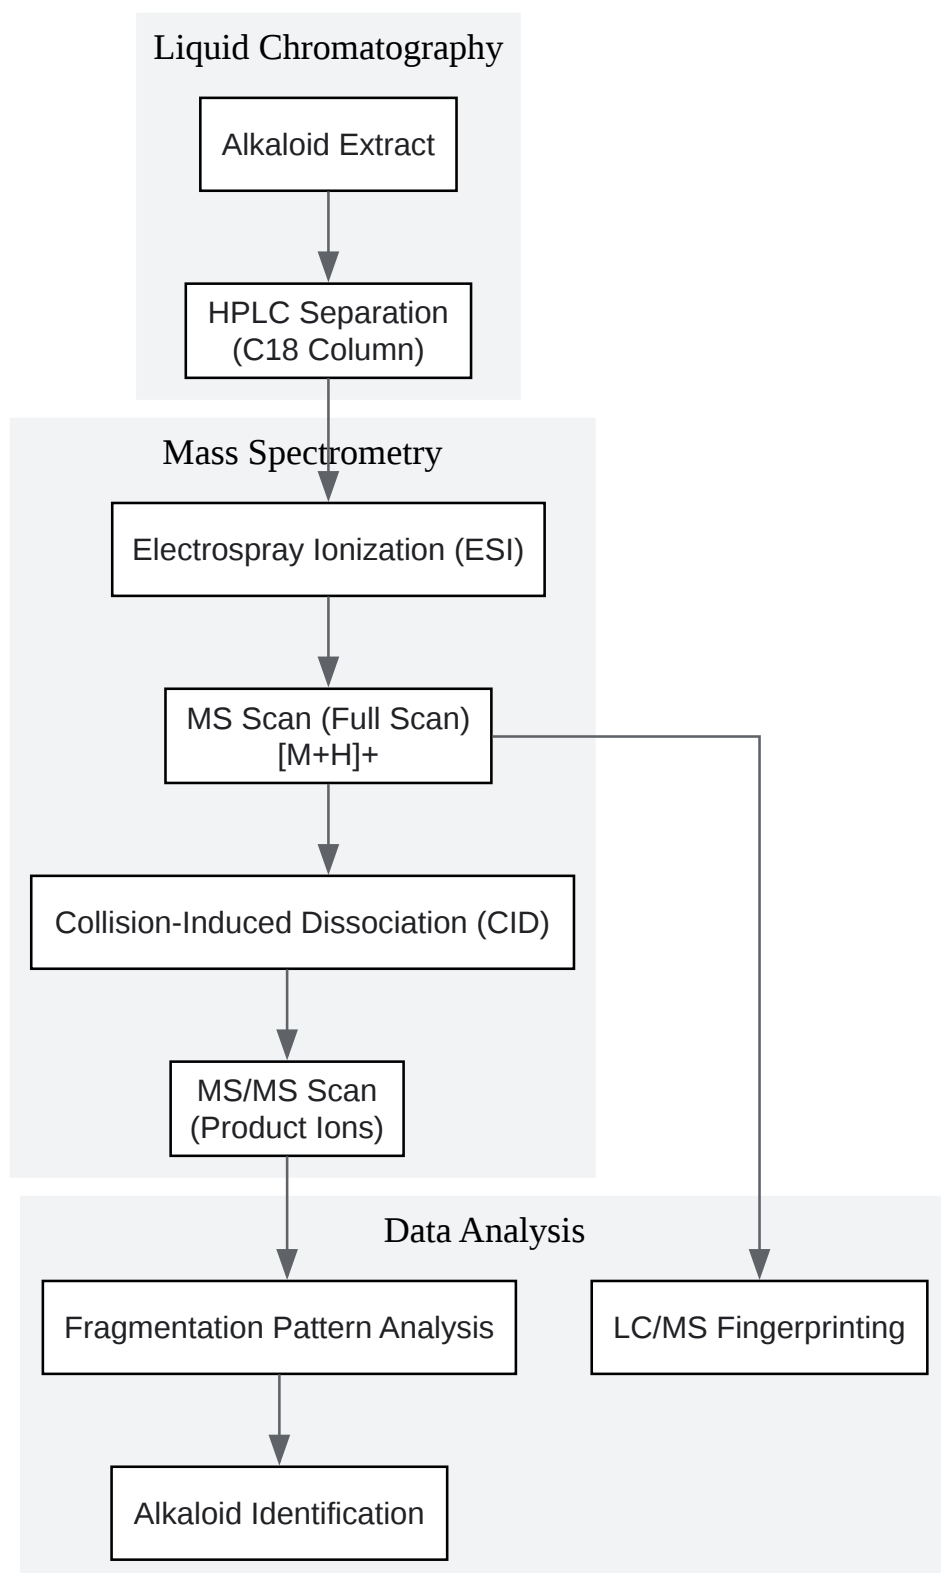 Liquid Chromatography
Alkaloid Extract
HPLC Separation
(C18 Column)
Mass Spectrometry
Electrospray Ionization (ESI)
MS Scan (Full Scan)
[M+H]+
Collision-Induced Dissociation (CID)
MS/MS Scan
(Product Ions)
Data Analysis
Fragmentation Pattern Analysis
LC/MS Fingerprinting
Alkaloid Identification